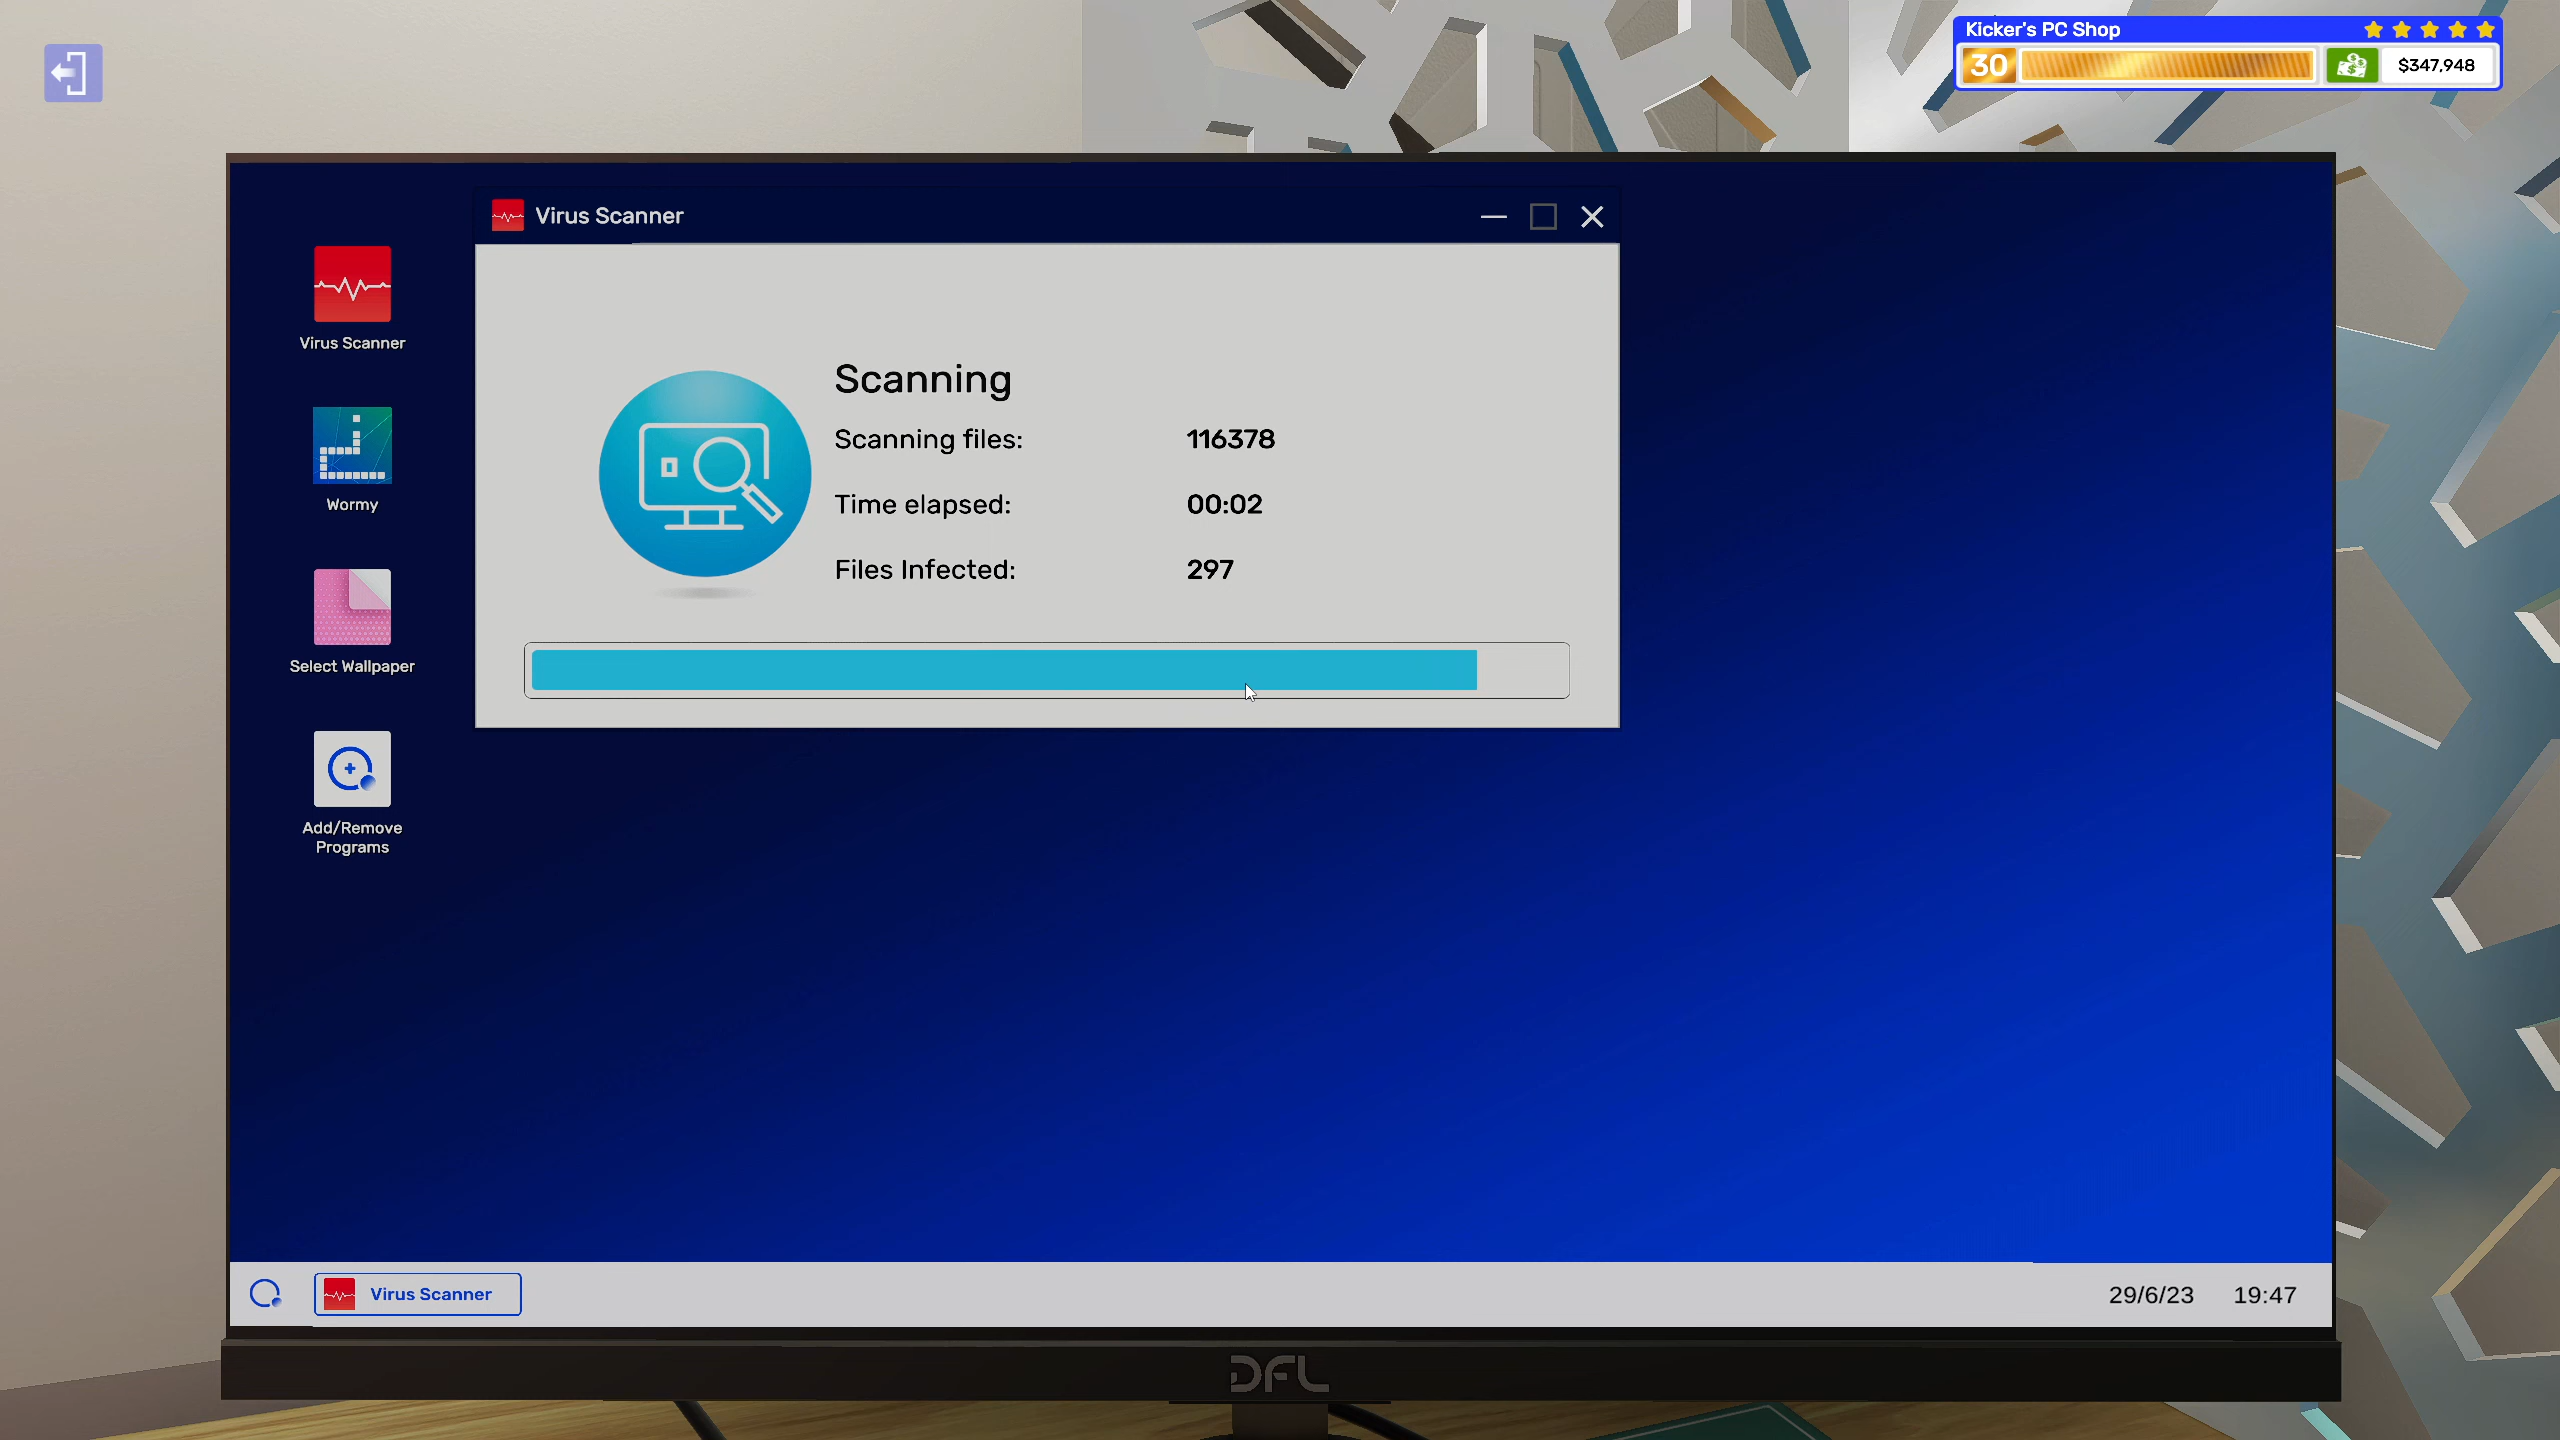 Kicker's PC Shop
30
$347,948
Virus Scanner
Virus Scanner
Wormy
Select Wallpaper
Add/Remove
Programs
Scanning
Scanning files: 116378
Time elapsed: 00:02
Files Infected: 297
Virus Scanner
29/6/23 19:47
DFL